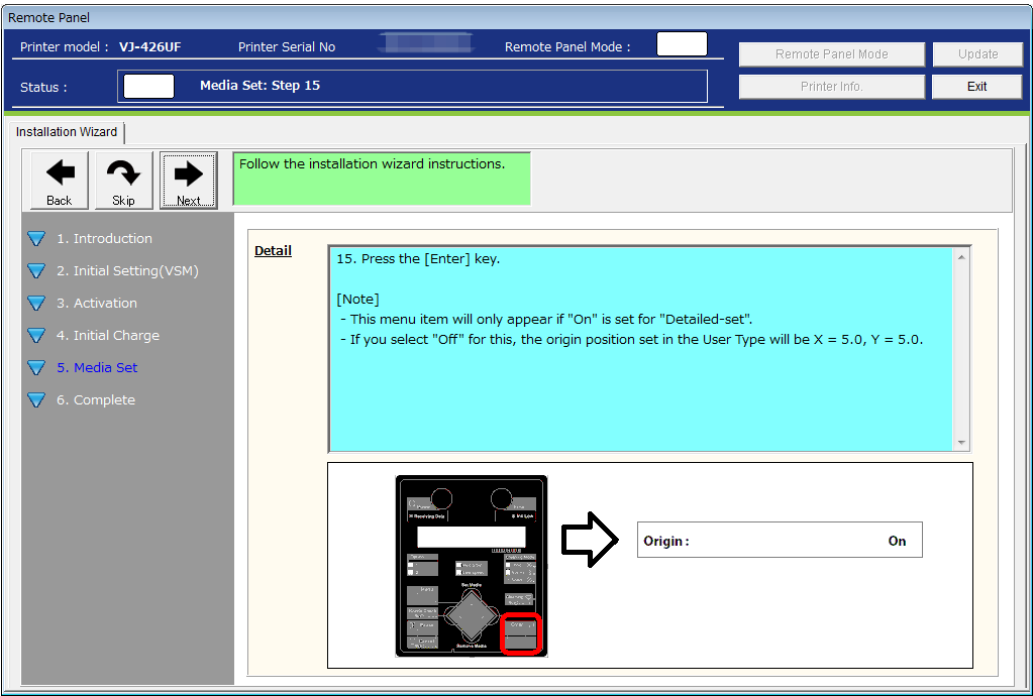 Remote Panel
Printer model : VJ-426UF Printer Serial No Remote Panel Mode :
Remote Panel Mode Update
Status : Media Set: Step 15
Printer Info. Exit
Installation Wizard
Back Skip Next
Follow the installation wizard instructions.
1. Introduction
2. Initial Setting(VSM)
3. Activation
4. Initial Charge
5. Media Set
6. Complete
Detail
15. Press the [Enter] key.
[Note]
- This menu item will only appear if "On" is set for "Detailed-set".
- If you select "Off" for this, the origin position set in the User Type will be X = 5.0, Y = 5.0.
Origin : On